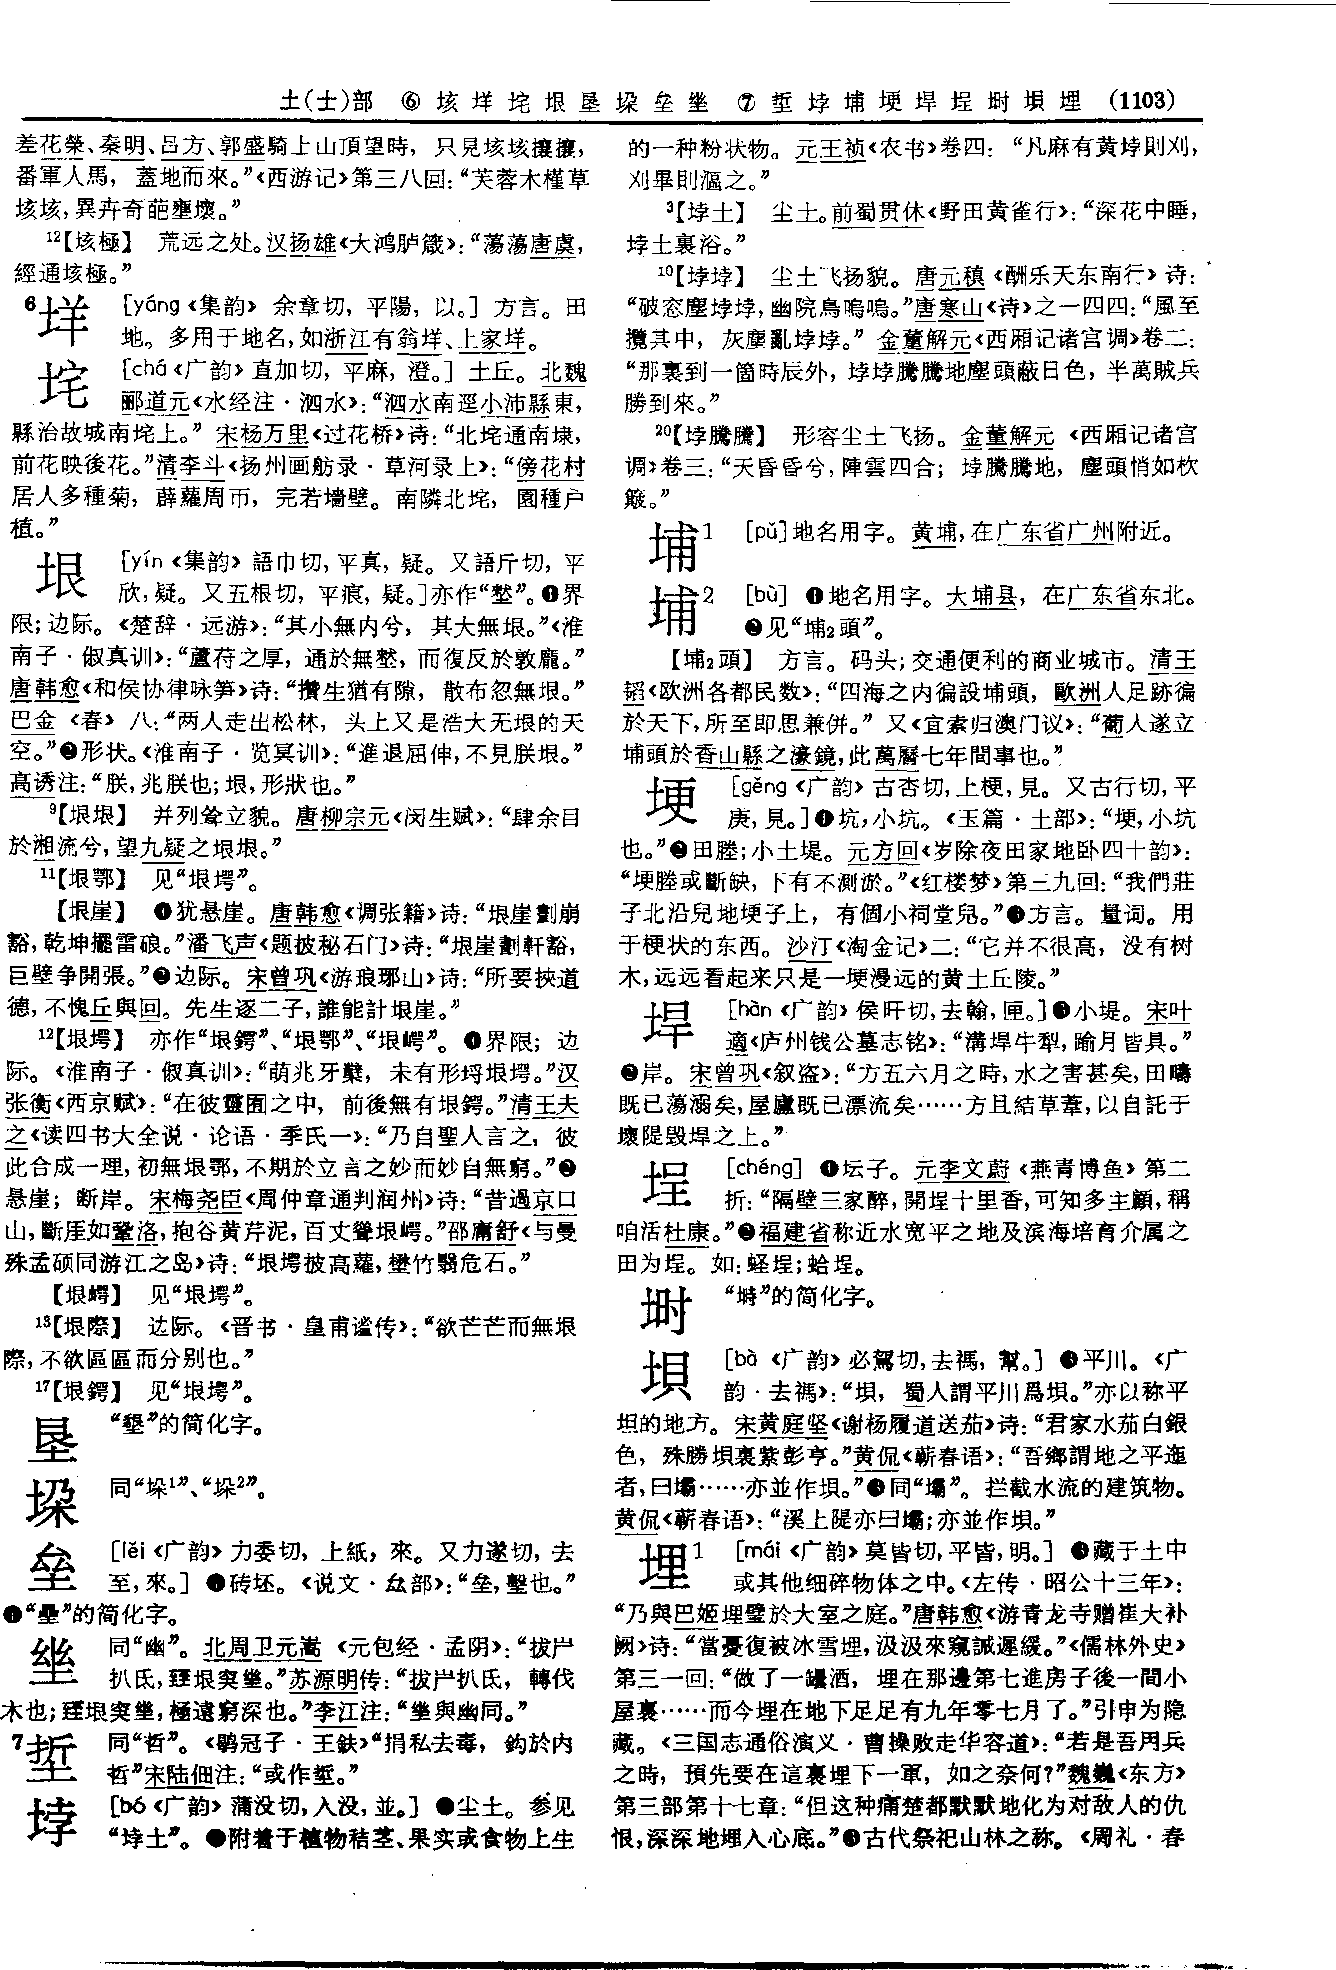 土(士)部 ⑥ 垓垟垞垠垦垛垒㘭 ⑦ 埑垺埔埂垾埕埘垻埋 (1103)
差花榮、秦明、吕方、郭盛騎上山頂望時，只見垓垓攘攘，
番軍人馬，蓋地而來。”《西游记》第三八回：“芙蓉木槿草
垓垓，異卉奇葩壅壞。”
12【垓極】 荒远之处。汉扬雄《大鸿胪箴》：“蕩蕩唐虞，
經通垓極。”
6垟 [yáng《集韵》余章切，平陽，以。] 方言。田
地。多用于地名，如浙江有翁垟、上家垟。
垞 [chá《广韵》直加切，平麻，澄。] 土丘。北魏
郦道元《水经注·泗水》：“泗水南逕小沛縣東，
縣治故城南垞上。”宋杨万里《过花桥》诗：“北垞通南埭，
前花映後花。”清李斗《扬州画舫录·草河录上》：“傍花村
居人多種菊，薜蘿周帀，完若墙壁。南隣北垞，園種户
植。”
垠 [yín《集韵》語巾切，平真，疑。又語斤切，平
欣，疑。又五根切，平痕，疑。]亦作“㙬”。❶界
限；边际。《楚辞·远游》：“其小無内兮，其大無垠。”《淮
南子·俶真训》：“蘆苻之厚，通於無㙬，而復反於敦龐。”
唐韩愈《和侯协律咏笋》诗：“攢生猶有隙，散布忽無垠。”
巴金《春》八：“两人走出松林，头上又是浩大无垠的天
空。”❷形状。《淮南子·览冥训》：“進退屈伸，不見朕垠。”
高诱注：“朕，兆朕也；垠，形狀也。”
9【垠垠】 并列耸立貌。唐柳宗元《闵生赋》：“肆余目
於湘流兮，望九疑之垠垠。”
11【垠鄂】 见“垠堮”。
【垠崖】 ❶犹悬崖。唐韩愈《调张籍》诗：“垠崖劃崩
豁，乾坤擺雷硠。”潘飞声《题披秘石门》诗：“垠崖劃軒豁，
巨壁争開張。”❷边际。宋曾巩《游琅琊山》诗：“所要挾道
德，不愧丘與回。先生逐二子，誰能計垠崖。”
12【垠堮】 亦作“垠鍔”、“垠鄂”、“垠崿”。❶界限；边
际。《淮南子·俶真训》：“萌兆牙櫱，未有形埒垠堮。”汉
张衡《西京赋》：“在彼靈囿之中，前後無有垠鍔。”清王夫
之《读四书大全说·论语·季氏一》：“乃自聖人言之，彼
此合成一理，初無垠鄂，不期於立言之妙而妙自無窮。”❷
悬崖；断岸。宋梅尧臣《周仲章通判润州》诗：“昔過京口
山，斷厓如鞏洛，抱谷黄芹泥，百丈聳垠崿。”邵庸舒《与曼
殊孟硕同游江之岛》诗：“垠堮披高蘿，樊竹翳危石。”
【垠崿】 见“垠堮”。
13【垠際】 边际。《晋书·皇甫谧传》：“欲芒芒而無垠
際，不欲區區而分别也。”
17【垠鍔】 见“垠堮”。
垦 “墾”的简化字。
垛 同“垜1”、“垜2”。
垒 [lěi《广韵》力委切，上紙，來。又力遂切，去
至，來。] ❶砖坯。《说文·厽部》：“垒，墼也。”
❷“壘”的简化字。
同“幽”。北周卫元嵩《元包经·孟阴》：“拔屵
木也；
7埑 同“哲”。《鹖冠子·王鈇》“捐私去毒，鈎於内
哲”宋陆佃注：“或作埑。”
垺 [bó《广韵》蒲没切，入没，並。] ❶尘土。参见
“埻土”。❷附着于植物秸茎、果实或食物上生
的一种粉状物。元王祯《农书》卷四：“凡麻有黄㶿則刈，
刈畢則漚之。”
3【㶿土】 尘土。前蜀贯休《野田黄雀行》：“深花中睡，
㶿土裏浴。”
10【㶿㶿】 尘土飞扬貌。唐元稹《酬乐天东南行》诗：
“破窓塵㶿㶿，幽院鳥嗚嗚。”唐寒山《诗》之一四四：“風至
攬其中，灰塵亂㶿㶿。”金董解元《西厢记诸宫调》卷二：
“那裏到一箇時辰外，㶿㶿騰騰地塵頭蔽日色，半萬賊兵
勝到來。”
20【㶿騰騰】 形容尘土飞扬。金董解元《西厢记诸宫
调》卷三：“天昏昏兮，陣雲四合；㶿騰騰地，塵頭悄如杴
簸。”
埔1 [pǔ]地名用字。黄埔，在广东省广州附近。
埔2 [bù] ❶地名用字。大埔县，在广东省东北。
❷见“埔2頭”。
【埔2頭】 方言。码头；交通便利的商业城市。清王
韬《欧洲各都民数》：“四海之内徧設埔頭，歐洲人足跡徧
於天下，所至即思兼併。”又《宜索归澳门议》：“葡人遂立
埔頭於香山縣之濠鏡，此萬曆七年間事也。”
埂 [gěng《广韵》古杏切，上梗，見。又古行切，平
庚，見。]❶坑，小坑。《玉篇·土部》：“埂，小坑
也。”❷田塍；小土堤。元方回《岁除夜田家地卧四十韵》：
“埂塍或斷缺，下有不測淤。”《红楼梦》第三九回：“我們莊
子北沿兒地埂子上，有個小祠堂兒。”❸方言。量词。用
于梗状的东西。沙汀《淘金记》二：“它并不很高，没有树
木，远远看起来只是一埂漫远的黄土丘陵。”
垾 [hàn《广韵》侯旰切，去翰，匣。]❶小堤。宋叶
適《庐州钱公墓志铭》：“溝垾牛犁，踰月皆具。”
❷岸。宋曾巩《叙盗》：“方五六月之時，水之害甚矣，田疇
既已蕩溺矣，屋廬既已漂流矣……方且結草葦，以自託于
壞隄毀垾之上。”
埕 [chéng] ❶坛子。元李文蔚《燕青博鱼》第二
折：“隔壁三家醉，開埕十里香，可知多主顧，稱
咱活杜康。”❷福建省称近水宽平之地及滨海培育介属之
田为埕。如：蛏埕；蛤埕。
埘 “塒”的简化字。
垻 [bà《广韵》必駕切，去禡，幫。] ❶平川。《广
韵·去禡》：“垻，蜀人謂平川爲垻。”亦以称平
坦的地方。宋黄庭坚《谢杨履道送茄》诗：“君家水茄白銀
色，殊勝垻裏紫彭亨。”黄侃《蕲春语》：“吾鄉謂地之平迤
者，曰壩……亦並作垻。”❷同“壩”。拦截水流的建筑物。
黄侃《蕲春语》：“溪上隄亦曰壩；亦並作垻。”
埋1 [mái《广韵》莫皆切，平皆，明。] ❶藏于土中
或其他细碎物体之中。《左传·昭公十三年》：
“乃與巴姬埋璧於大室之庭。”唐韩愈《游青龙寺赠崔大补
阙》诗：“當憂復被冰雪埋，汲汲來窺誡遲緩。”《儒林外史》
第三一回：“做了一罈酒，埋在那邊第七進房子後一間小
屋裏……而今埋在地下足足有九年零七月了。”引申为隐
藏。《三国志通俗演义·曹操败走华容道》：“若是吾用兵
之時，預先要在這裏埋下一軍，如之奈何？”魏巍《东方》
第三部第十七章：“但这种痛楚都默默地化为对敌人的仇
恨，深深地埋入心底。”❸古代祭祀山林之称。《周礼·春